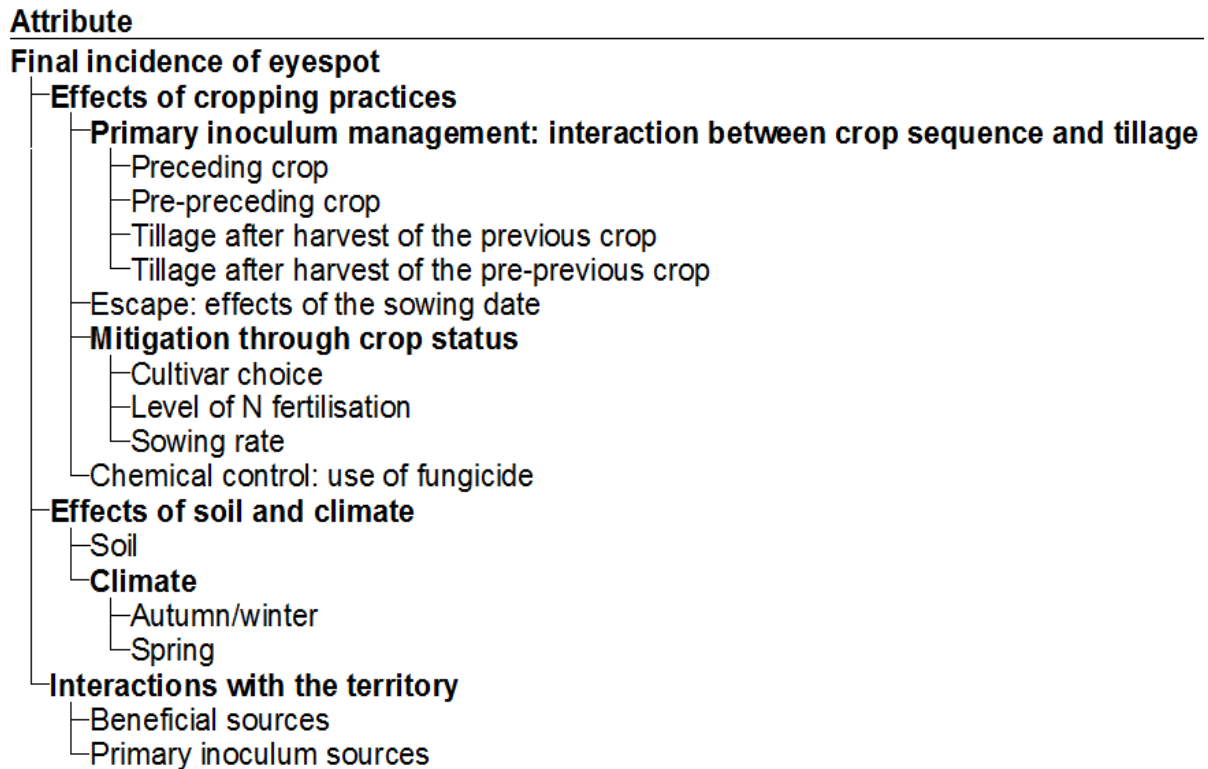 Attribute
Final incidence of eyespot
Effects of cropping practices
Primary inoculum management: interaction between crop sequence and tillage
Preceding crop
Pre-preceding crop
Tillage after harvest of the previous crop
Tillage after harvest of the pre-previous crop
Escape: effects of the sowing date
Mitigation through crop status
Cultivar choice
Level of N fertilisation
Sowing rate
Chemical control: use of fungicide
Effects of soil and climate
Soil
Climate
Autumn/winter
Spring
Interactions with the territory
Beneficial sources
Primary inoculum sources